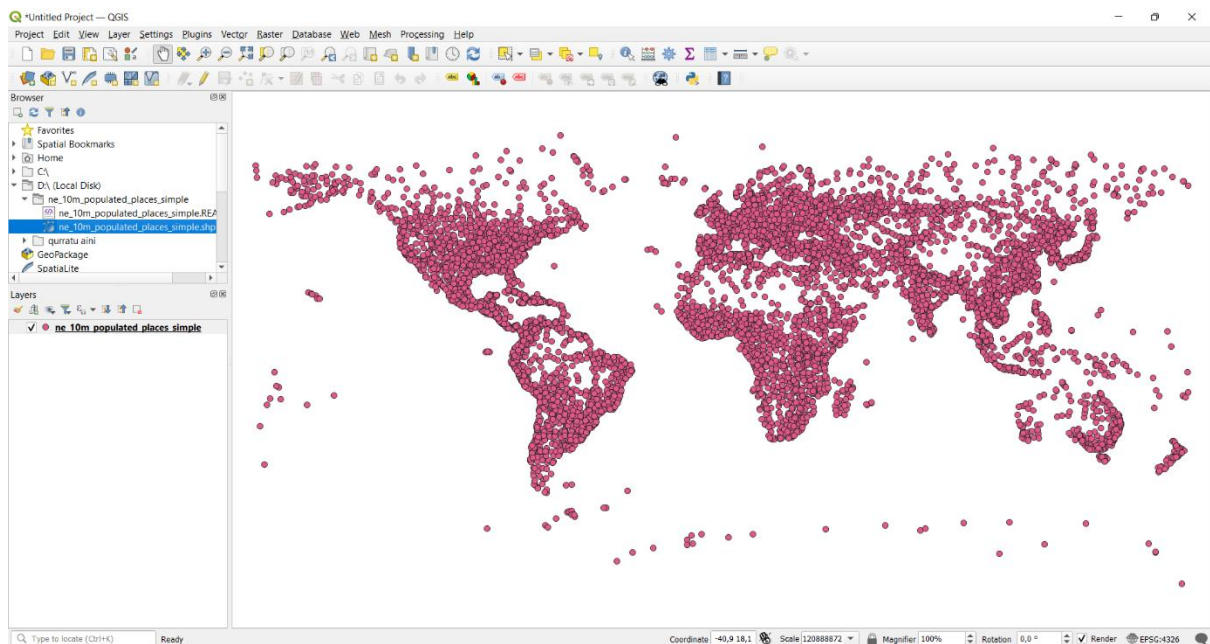 *Untitled Project — QGIS
Project Edit View Layer Settings Plugins Vector Raster Database Web Mesh Processing Help
Browser
Favorites
Spatial Bookmarks
Home
C:\
D:\ (Local Disk)
ne_10m_populated_places_simple
ne_10m_populated_places_simple.REA
ne_10m_populated_places_simple.shp
qurratu aini
GeoPackage
SpatiaLite
Layers
ne_10m_populated_places_simple
Type to locate (Ctrl+K) Ready Coordinate -40,9 18,1 Scale 120888872 Magnifier 100% Rotation 0,0 ° Render EPSG:4326